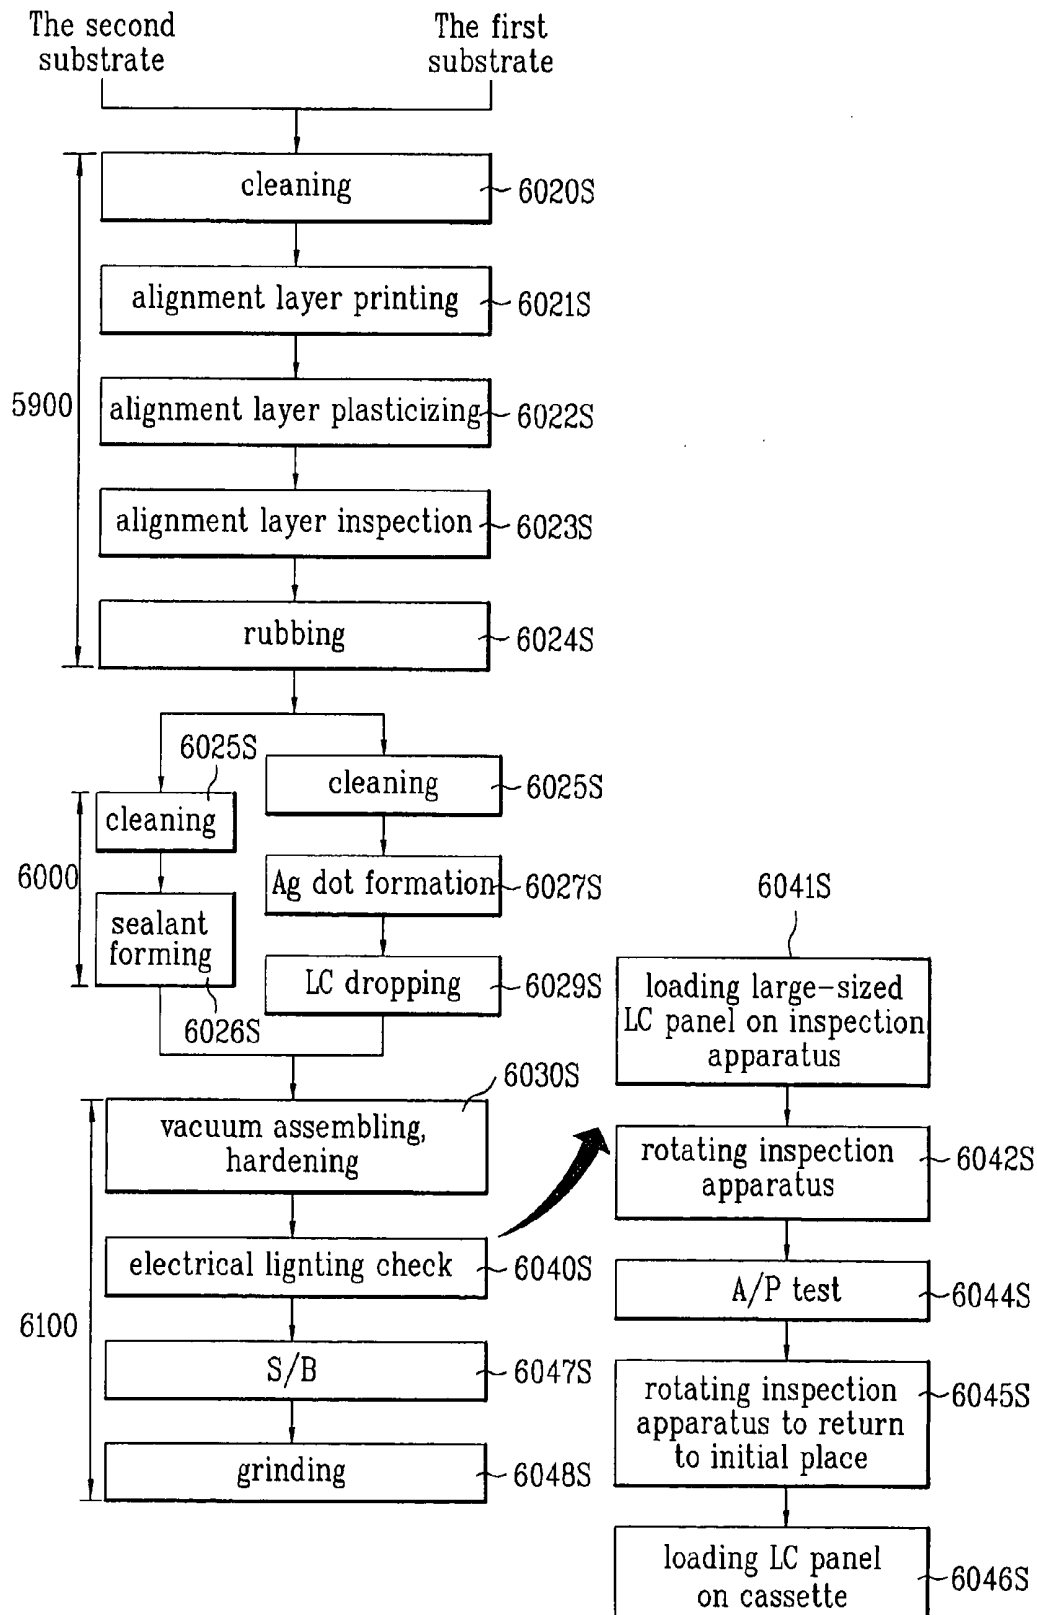 The second
substrate
The first
substrate
cleaning
6020S
alignment layer printing
6021S
5900
alignment layer plasticizing
6022S
alignment layer inspection
6023S
rubbing
6024S
6025S
cleaning
6025S
cleaning
6000
Ag dot formation
6027S
sealant
forming
6026S
LC dropping
6029S
6041S
loading large-sized
LC panel on inspection
apparatus
6030S
vacuum assembling,
hardening
rotating inspection
apparatus
6042S
electrical lignting check
6040S
A/P test
6044S
6100
S/B
6047S
rotating inspection
apparatus to return
to initial place
6045S
grinding
6048S
loading LC panel
on cassette
6046S